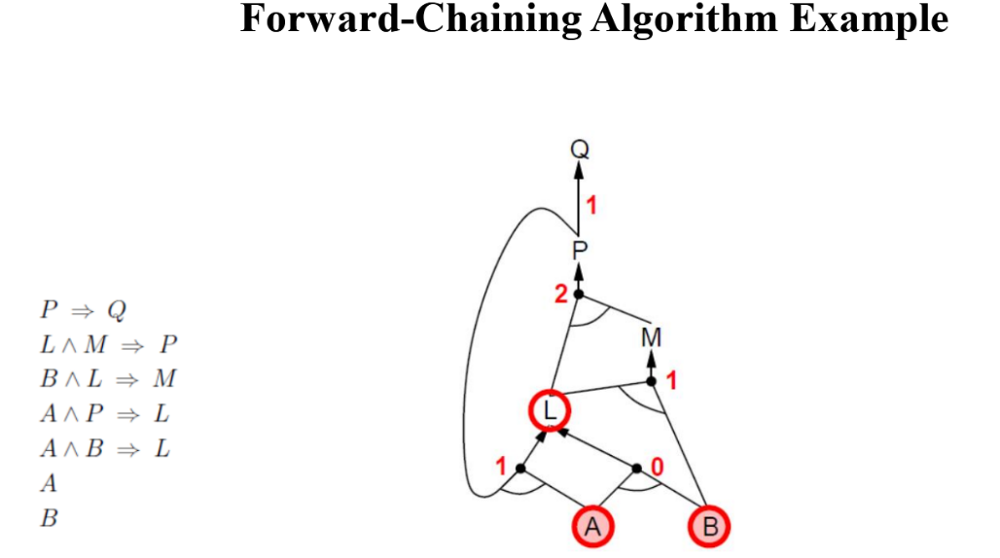 Forward-Chaining Algorithm Example
Q
1
P
2
M
1
L
1
0
A
B
P ⇒ Q
L ∧ M ⇒ P
B ∧ L ⇒ M
A ∧ P ⇒ L
A ∧ B ⇒ L
A
B